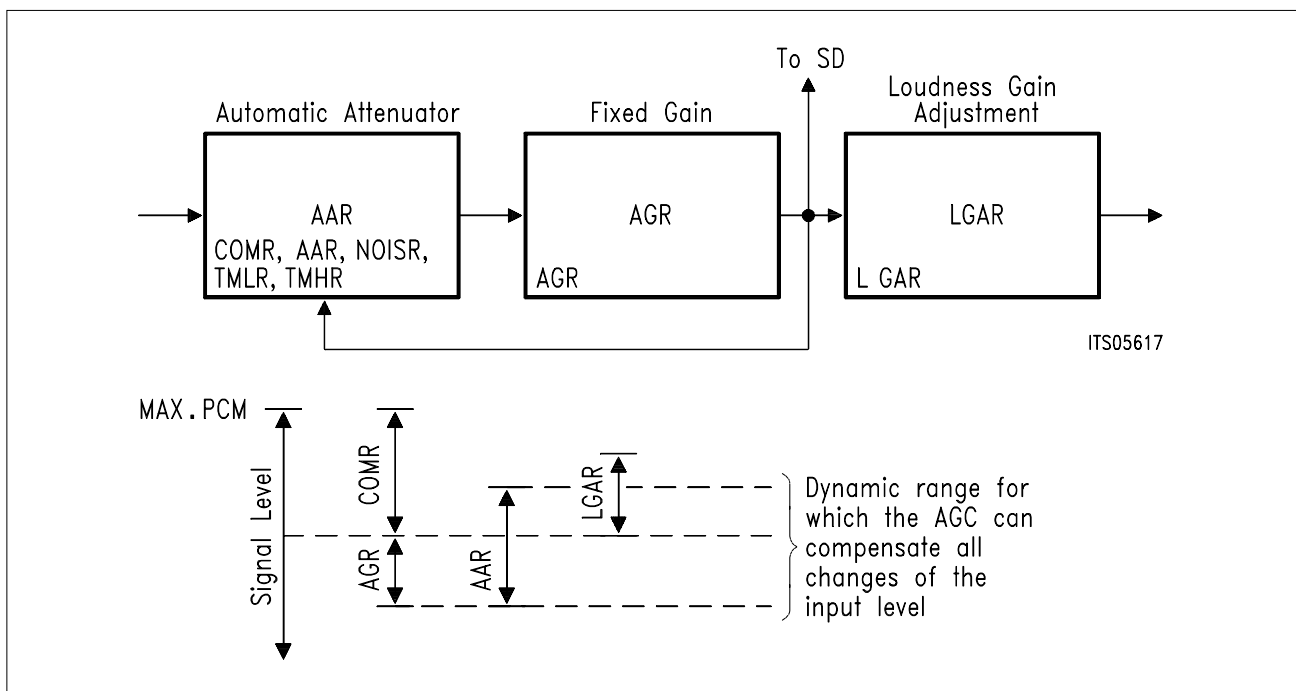 To SD
Automatic Attenuator
Fixed Gain
Loudness Gain
Adjustment
AAR
COMR, AAR, NOISR,
TMLR, TMHR
AGR
AGR
LGAR
L GAR
ITS05617
MAX.PCM
Signal Level
COMR
AGR
AAR
LGAR
Dynamic range for
which the AGC can
compensate all
changes of the
input level